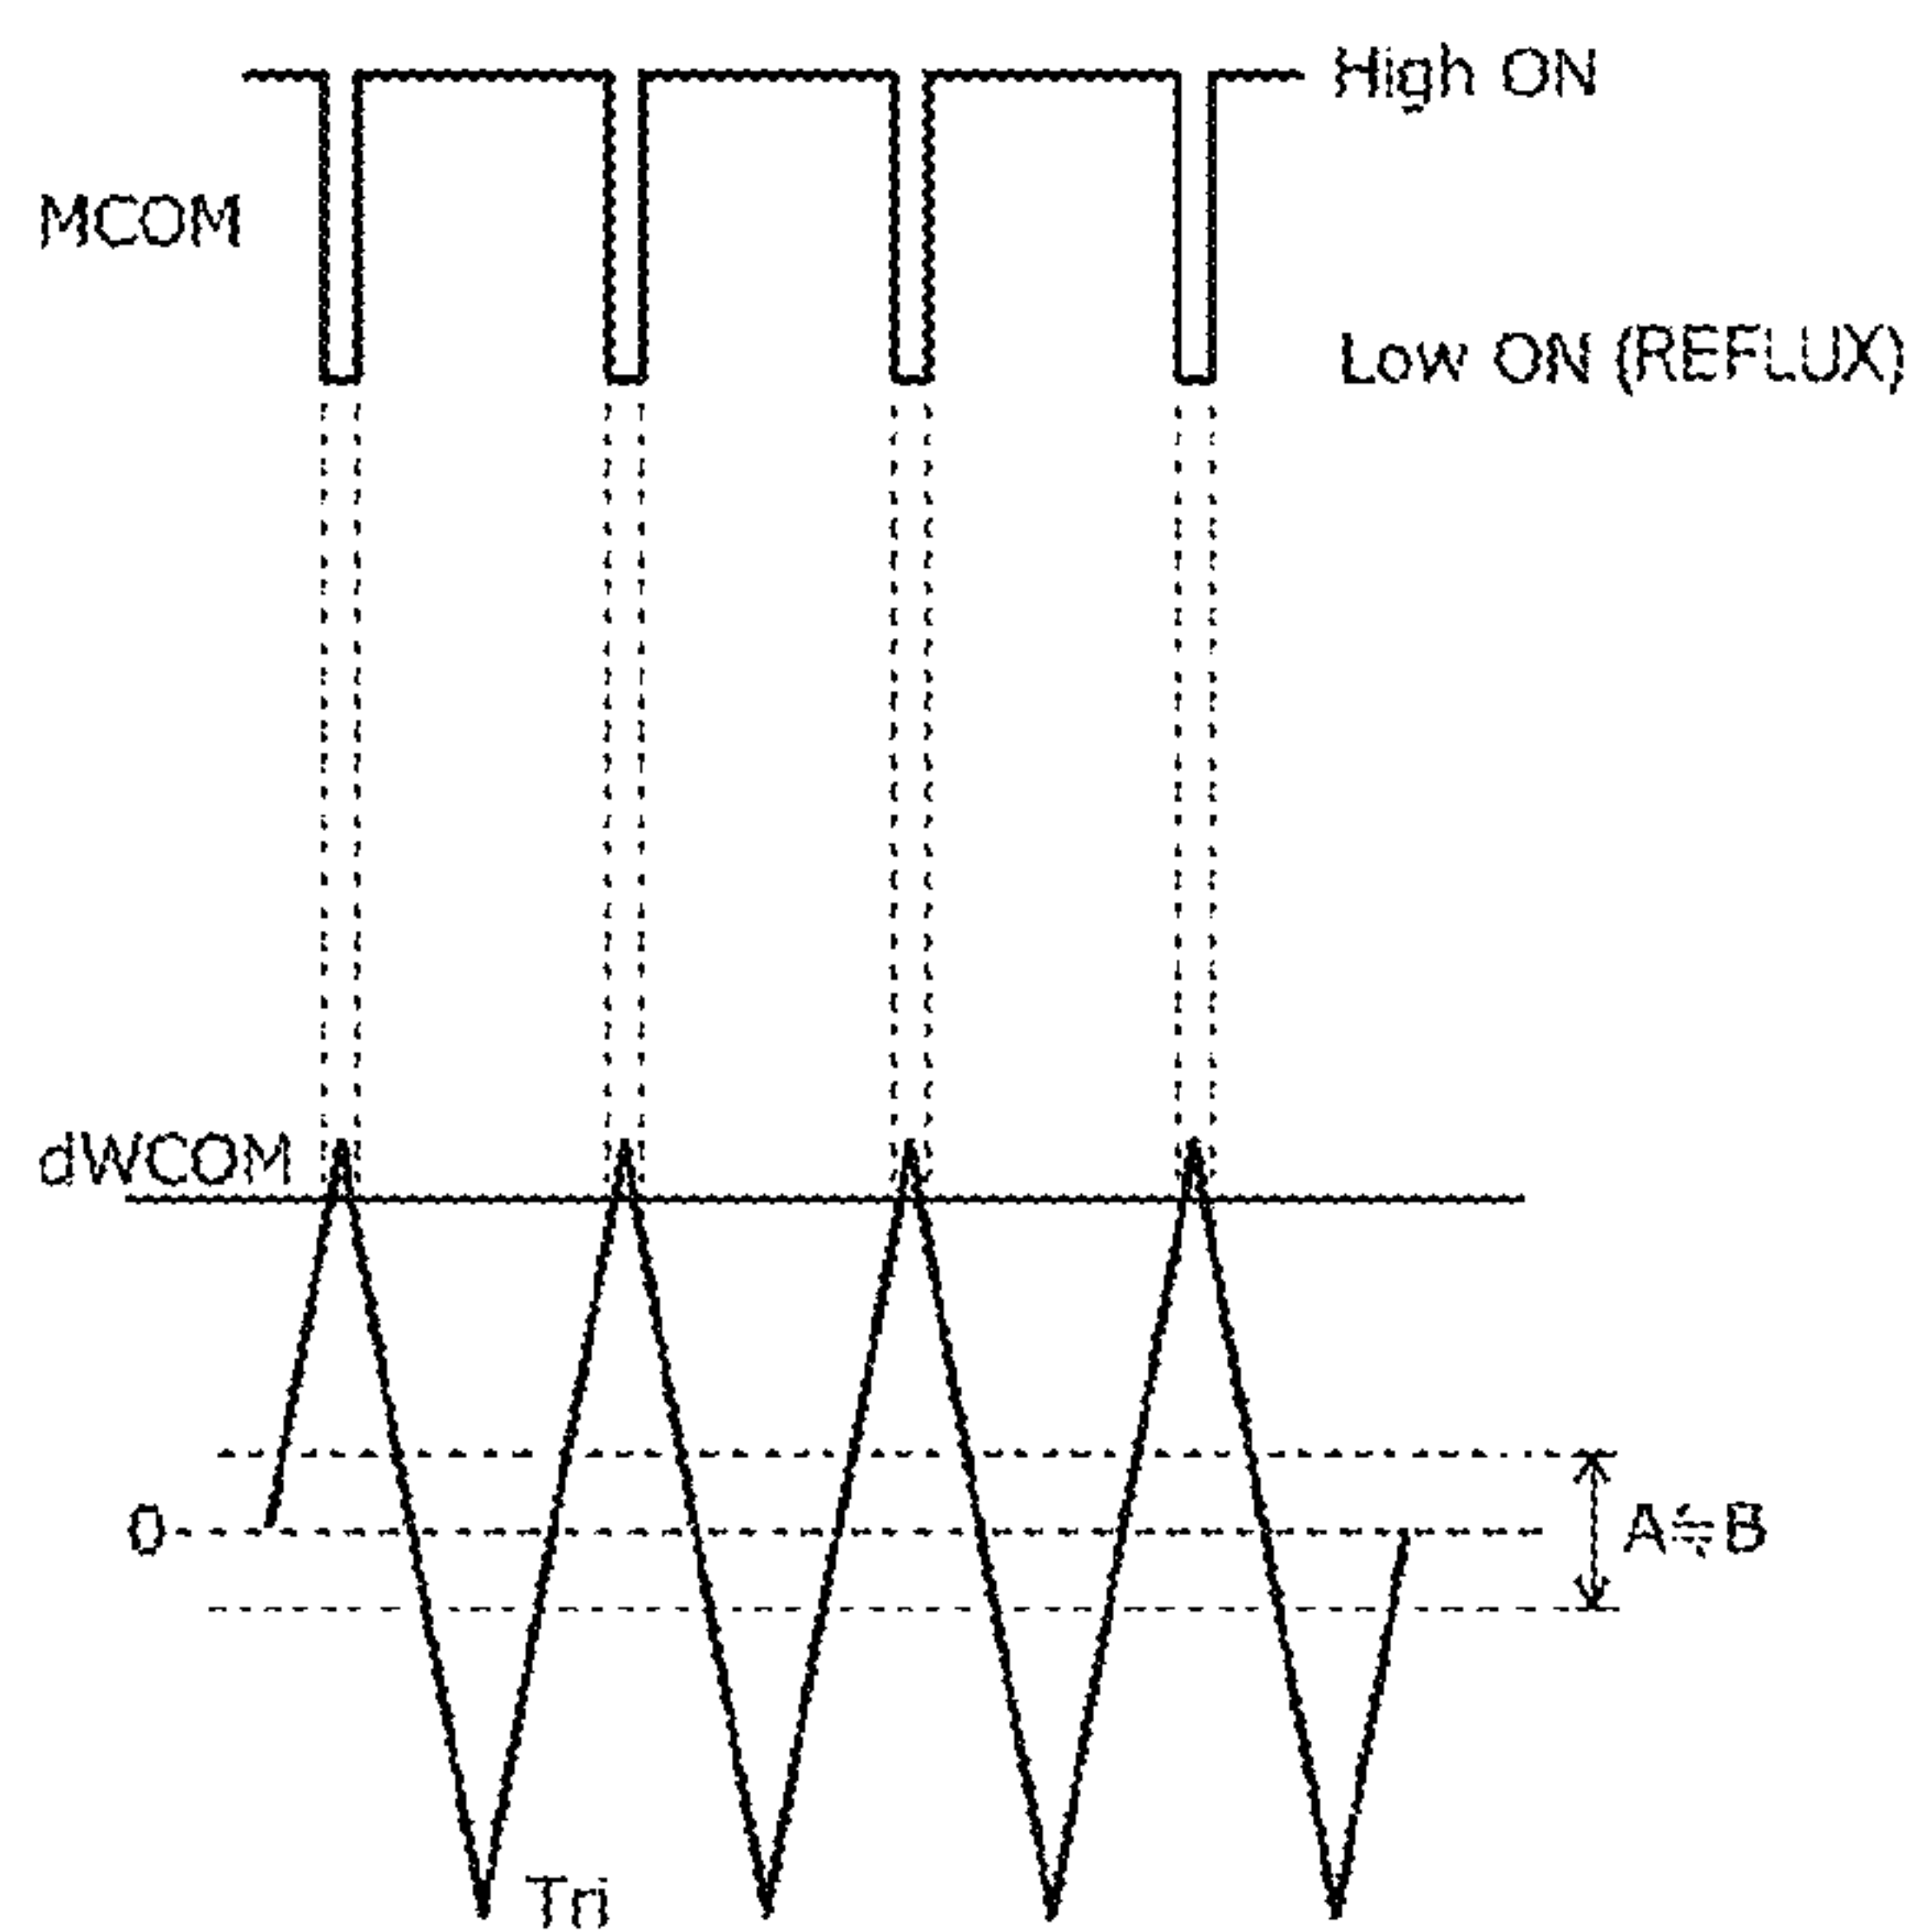 High ON
MCOM
Low ON (REFLUX)
dWCOM
0
A≒B
Tri